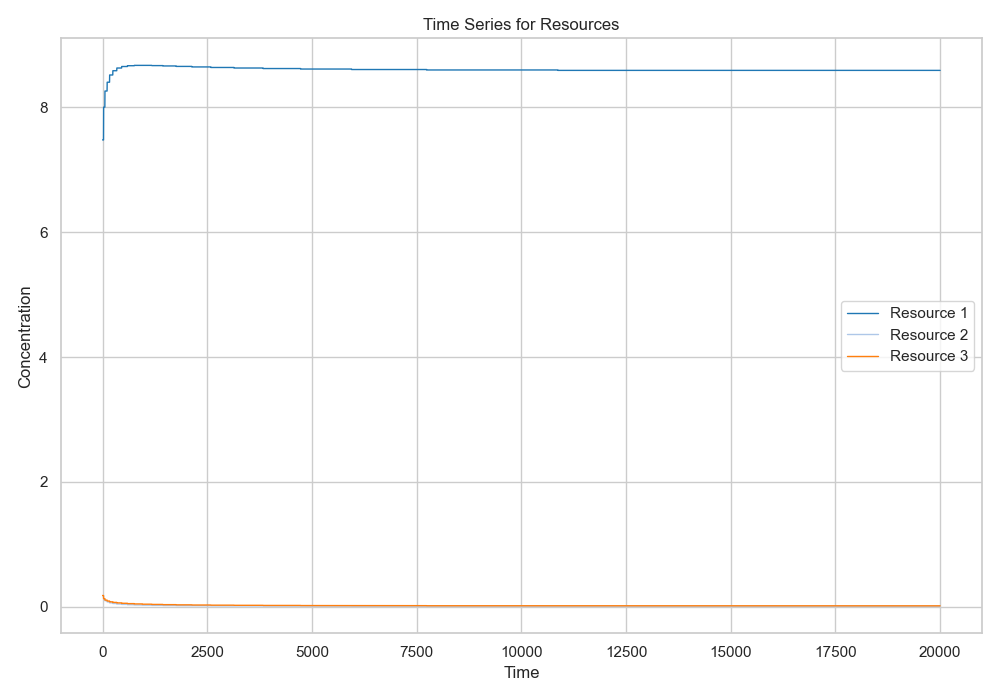 Time Series for Resources
Concentration
8
6
4
2
0
Resource 1
Resource 2
Resource 3
0 2500 5000 7500 10000 12500 15000 17500 20000
Time